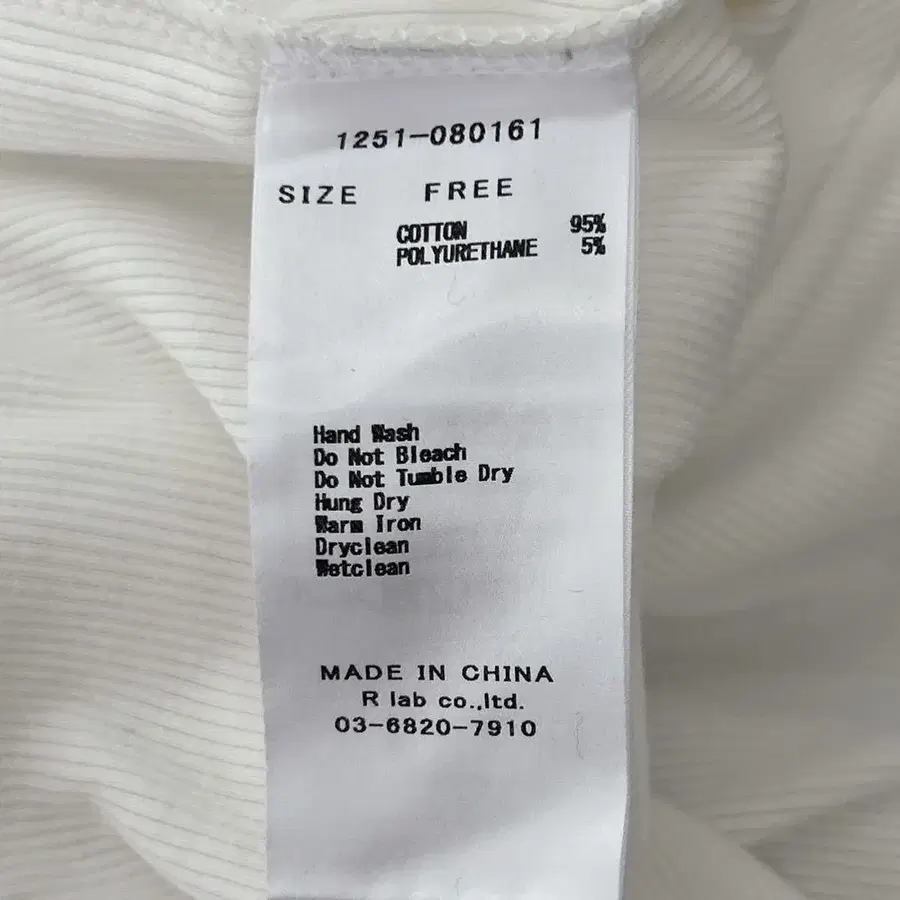 1251-080161
SIZE FREE
COTTON 95%
POLYURETHANE 5%
Hand Wash
Do Not Bleach
Do Not Tumble Dry
Hung Dry
Warm Iron
Dryclean
Wetclean
MADE IN CHINA
R lab co.,ltd.
03-6820-7910